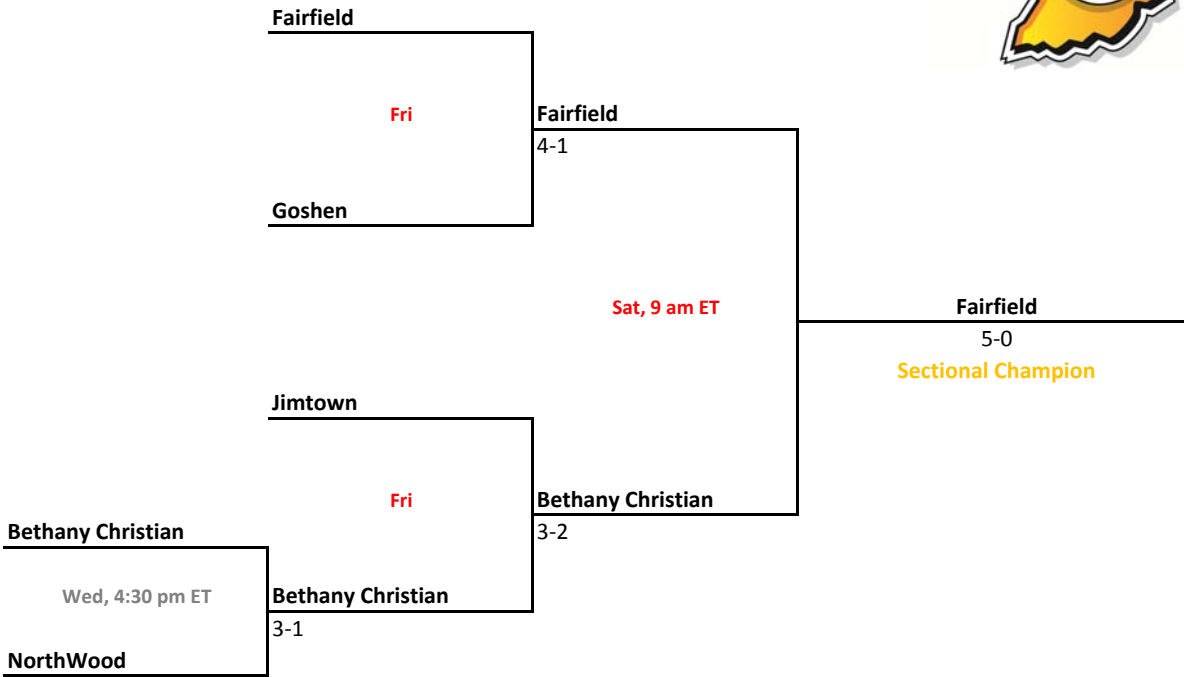 Fairfield
Fri
Fairfield
4-1
Goshen
Sat, 9 am ET
Fairfield
5-0
Sectional Champion
Jimtown
Fri
Bethany Christian
3-2
Bethany Christian
Wed, 4:30 pm ET
Bethany Christian
3-1
NorthWood